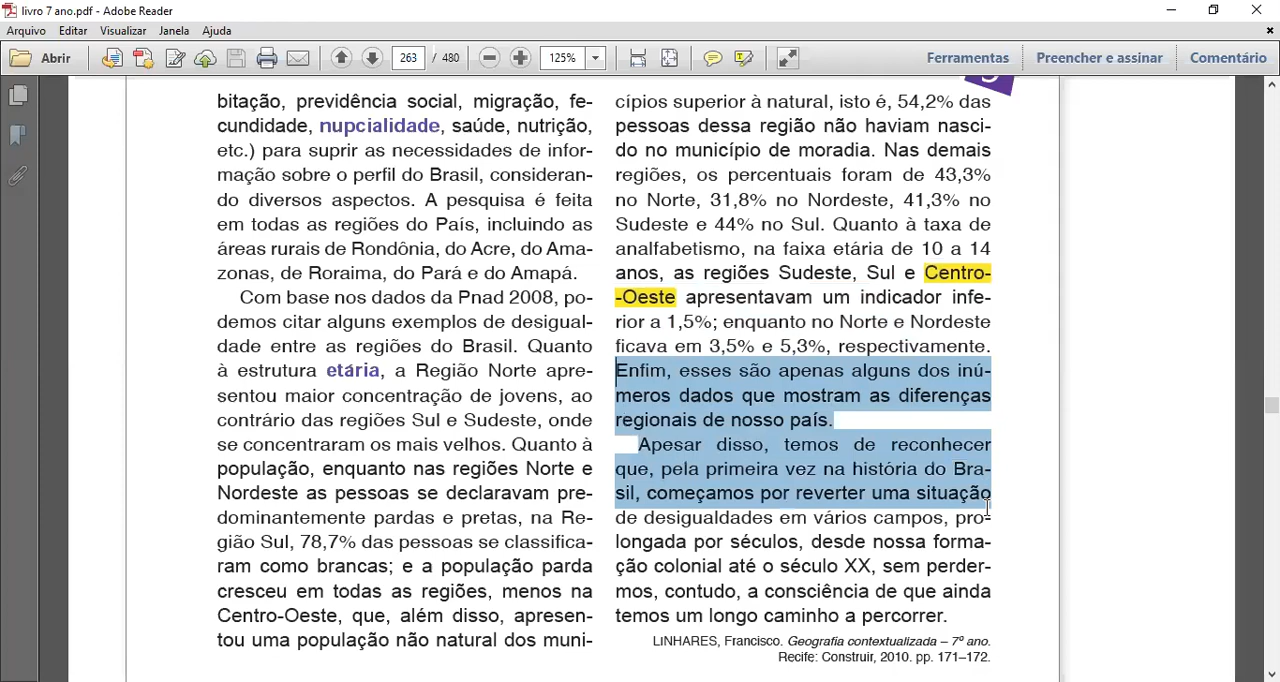 livro 7 ano.pdf - Adobe Reader
Arquivo Editar Visualizar Janela Ajuda
Abrir 263 / 480 125% Ferramentas Preencher e assinar Comentário
bitação, previdência social, migração, fe-
cundidade, nupcialidade, saúde, nutrição,
etc.) para suprir as necessidades de infor-
mação sobre o perfil do Brasil, consideran-
do diversos aspectos. A pesquisa é feita
em todas as regiões do País, incluindo as
áreas rurais de Rondônia, do Acre, do Ama-
zonas, de Roraima, do Pará e do Amapá.
Com base nos dados da Pnad 2008, po-
demos citar alguns exemplos de desigual-
dade entre as regiões do Brasil. Quanto
à estrutura etária, a Região Norte apre-
sentou maior concentração de jovens, ao
contrário das regiões Sul e Sudeste, onde
se concentraram os mais velhos. Quanto à
população, enquanto nas regiões Norte e
Nordeste as pessoas se declaravam pre-
dominantemente pardas e pretas, na Re-
gião Sul, 78,7% das pessoas se classifica-
ram como brancas; e a população parda
cresceu em todas as regiões, menos na
Centro-Oeste, que, além disso, apresen-
tou uma população não natural dos muni-
cípios superior à natural, isto é, 54,2% das
pessoas dessa região não haviam nasci-
do no município de moradia. Nas demais
regiões, os percentuais foram de 43,3%
no Norte, 31,8% no Nordeste, 41,3% no
Sudeste e 44% no Sul. Quanto à taxa de
analfabetismo, na faixa etária de 10 a 14
anos, as regiões Sudeste, Sul e Centro-
-Oeste apresentavam um indicador infe-
rior a 1,5%; enquanto no Norte e Nordeste
ficava em 3,5% e 5,3%, respectivamente.
Enfim, esses são apenas alguns dos inú-
meros dados que mostram as diferenças
regionais de nosso país.
Apesar disso, temos de reconhecer
que, pela primeira vez na história do Bra-
sil, começamos por reverter uma situação
de desigualdades em vários campos, pro-
longada por séculos, desde nossa forma-
ção colonial até o século XX, sem perder-
mos, contudo, a consciência de que ainda
temos um longo caminho a percorrer.
LINHARES, Francisco. Geografia contextualizada – 7º ano.
Recife: Construir, 2010. pp. 171–172.